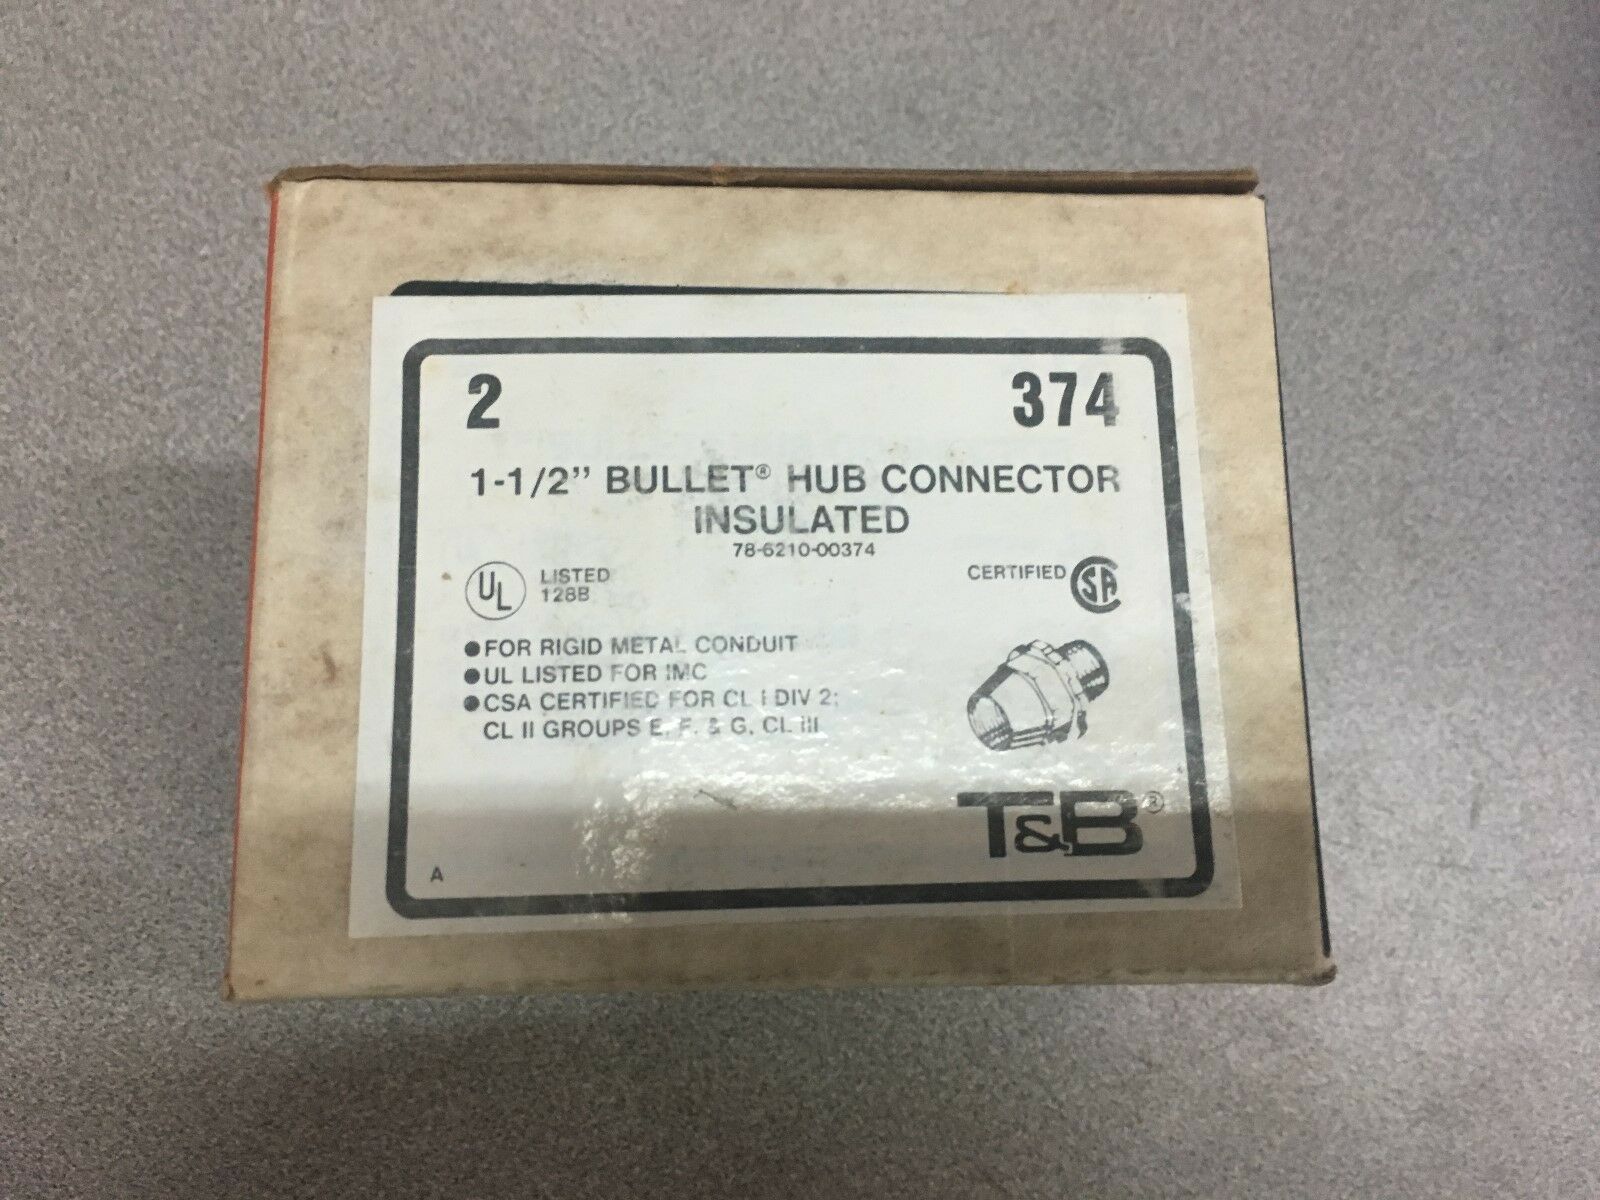 2 374
1-1/2" BULLET® HUB CONNECTOR
INSULATED
78-6210-00374
UL LISTED
128B
CERTIFIED CSA
●FOR RIGID METAL CONDUIT
●UL LISTED FOR IMC
●CSA CERTIFIED FOR CL I DIV 2;
CL II GROUPS E, F, & G, CL III
T&B®
A